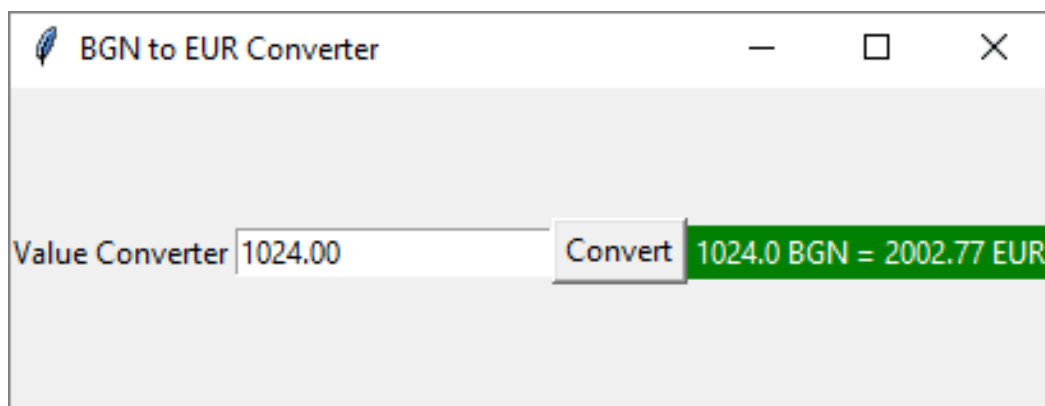 BGN to EUR Converter
Value Converter 1024.00 Convert 1024.0 BGN = 2002.77 EUR